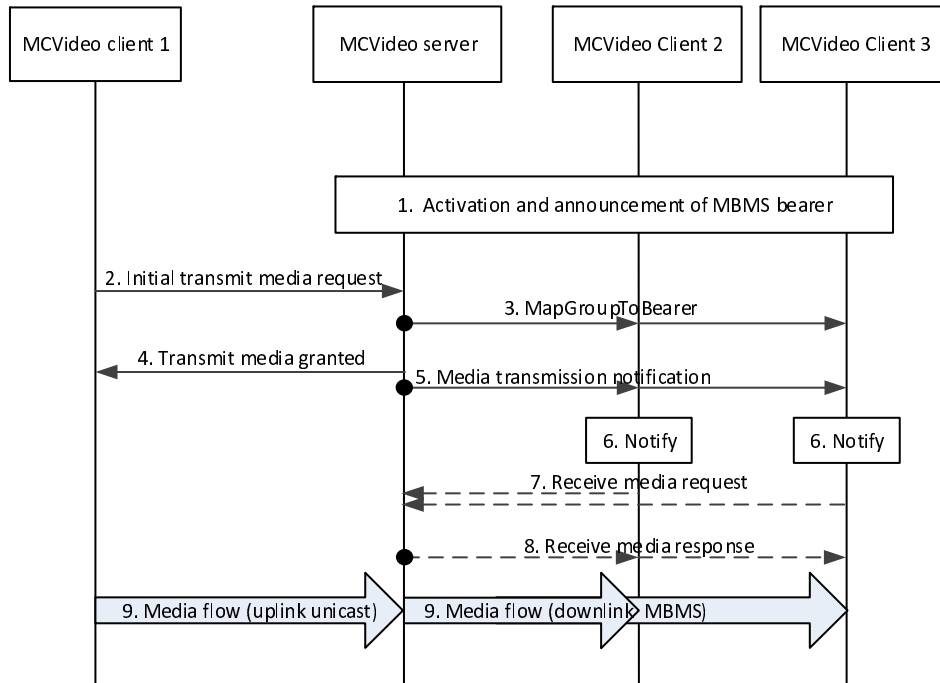 MCVideo client 1
MCVideo server
MCVideo Client 2
MCVideo Client 3
1. Activation and announcement of MBMS bearer
2. Initial transmit media request
3. MapGroupToBearer
4. Transmit media granted
5. Media transmission notification
6. Notify
6. Notify
7. Receive media request
8. Receive media response
9. Media flow (uplink unicast)
9. Media flow (downlink MBMS)